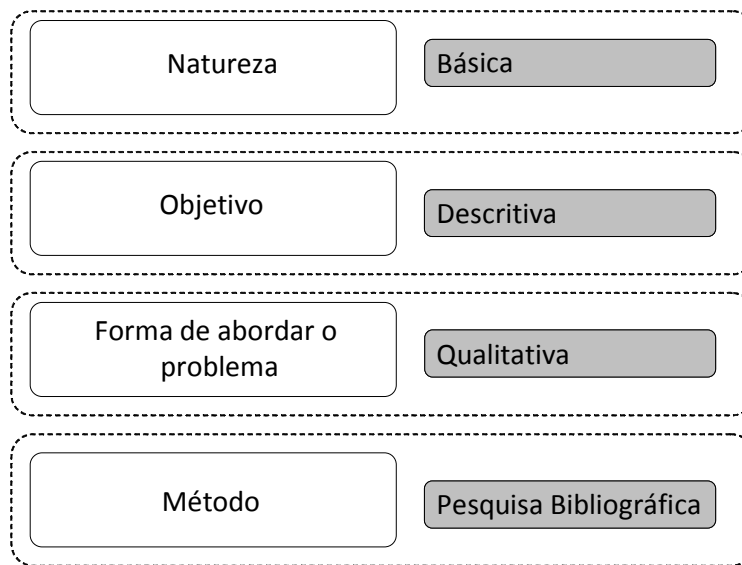 Natureza
Básica
Objetivo
Descritiva
Forma de abordar o
problema
Qualitativa
Método
Pesquisa Bibliográfica